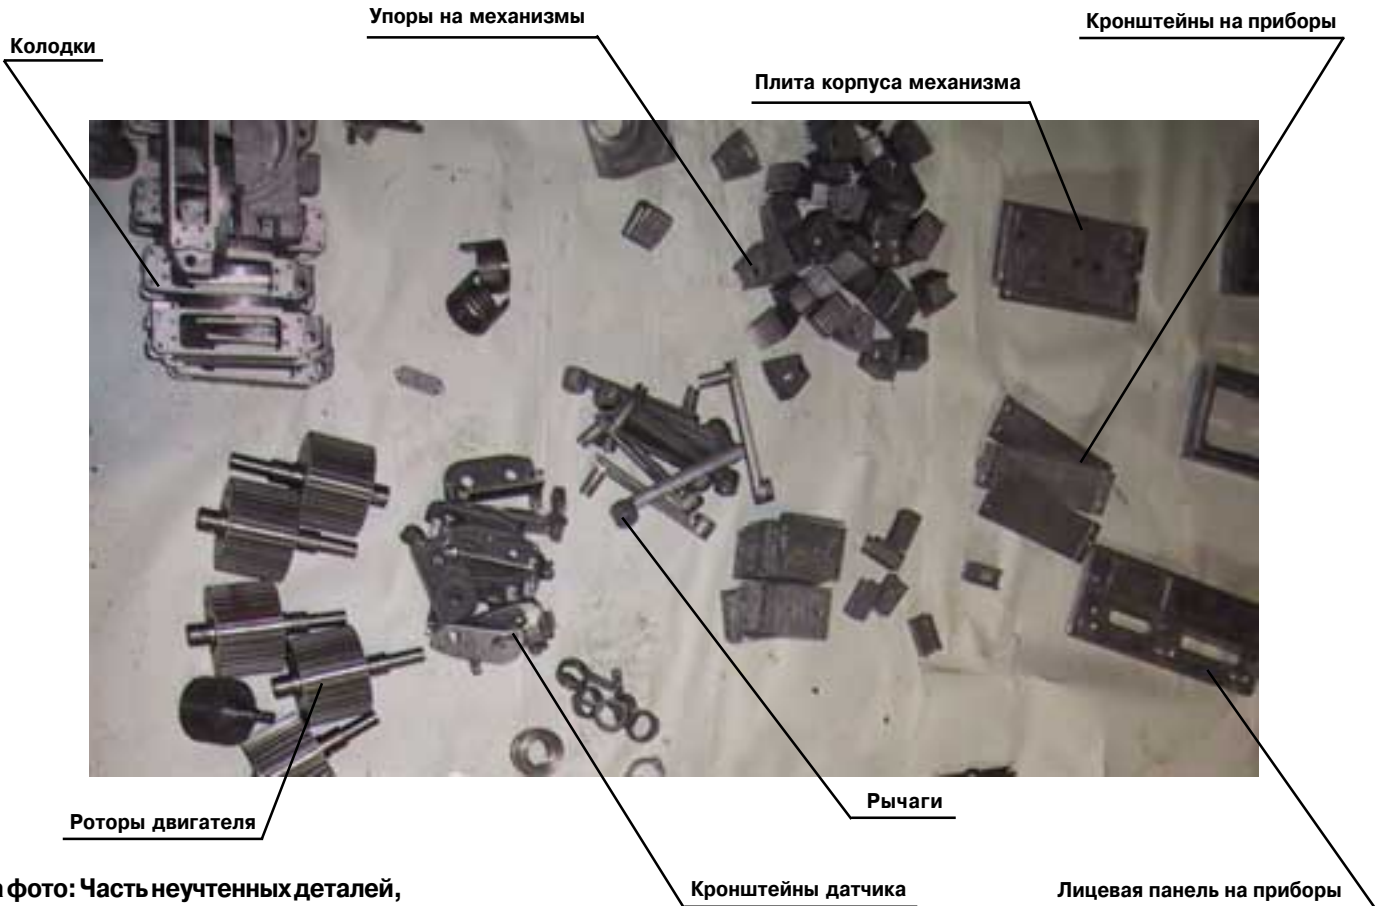 Упоры на механизмы
Кронштейны на приборы
Колодки
Плита корпуса механизма
Рычаги
Роторы двигателя
фото: Часть неучтенных деталей,
Кронштейны датчика
Лицевая панель на приборы